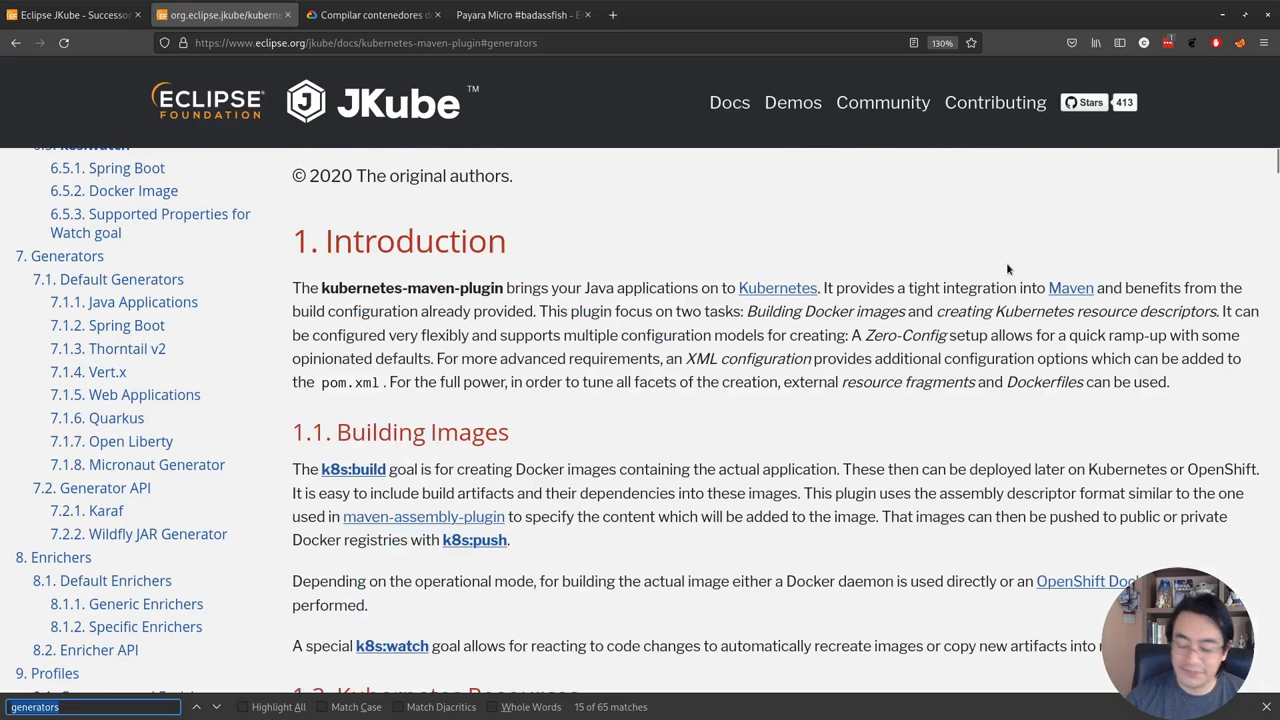 Eclipse JKube - Successor
org.eclipse.jkube/kubern
Compilar contenedores d
Payara Micro #badassfish - E
https://www.eclipse.org/jkube/docs/kubernetes-maven-plugin#generators
130%
ECLIPSE
FOUNDATION
JKube ™
Docs Demos Community Contributing Stars 413
6.5.1. Spring Boot
6.5.2. Docker Image
6.5.3. Supported Properties for
Watch goal
7. Generators
7.1. Default Generators
7.1.1. Java Applications
7.1.2. Spring Boot
7.1.3. Thorntail v2
7.1.4. Vert.x
7.1.5. Web Applications
7.1.6. Quarkus
7.1.7. Open Liberty
7.1.8. Micronaut Generator
7.2. Generator API
7.2.1. Karaf
7.2.2. Wildfly JAR Generator
8. Enrichers
8.1. Default Enrichers
8.1.1. Generic Enrichers
8.1.2. Specific Enrichers
8.2. Enricher API
9. Profiles
© 2020 The original authors.
1. Introduction
The kubernetes-maven-plugin brings your Java applications on to Kubernetes. It provides a tight integration into Maven and benefits from the
build configuration already provided. This plugin focus on two tasks: Building Docker images and creating Kubernetes resource descriptors. It can
be configured very flexibly and supports multiple configuration models for creating: A Zero-Config setup allows for a quick ramp-up with some
opinionated defaults. For more advanced requirements, an XML configuration provides additional configuration options which can be added to
the pom.xml . For the full power, in order to tune all facets of the creation, external resource fragments and Dockerfiles can be used.
1.1. Building Images
The k8s:build goal is for creating Docker images containing the actual application. These then can be deployed later on Kubernetes or OpenShift.
It is easy to include build artifacts and their dependencies into these images. This plugin uses the assembly descriptor format similar to the one
used in maven-assembly-plugin to specify the content which will be added to the image. That images can then be pushed to public or private
Docker registries with k8s:push.
Depending on the operational mode, for building the actual image either a Docker daemon is used directly or an OpenShift Doc
performed.
A special k8s:watch goal allows for reacting to code changes to automatically recreate images or copy new artifacts into
1.2. Kubernetes Resources
generators
Highlight All Match Case Match Diacritics Whole Words 15 of 65 matches